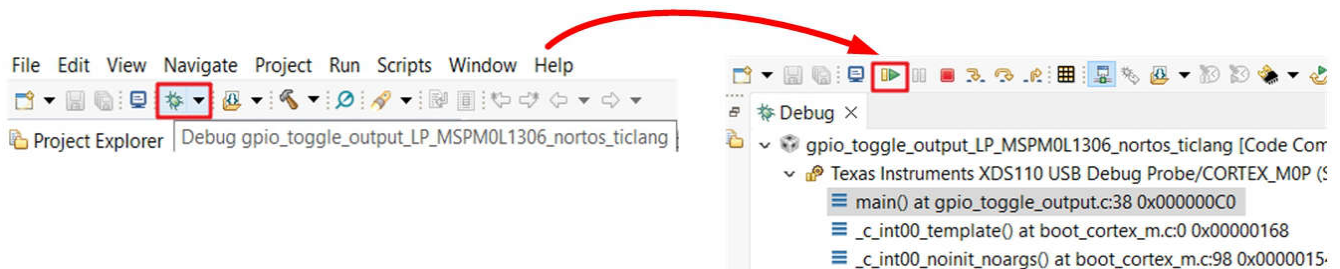 File Edit View Navigate Project Run Scripts Window Help
Project Explorer
Debug gpio_toggle_output_LP_MSPM0L1306_nortos_ticlang
Debug
gpio_toggle_output_LP_MSPM0L1306_nortos_ticlang [Code Com
Texas Instruments XDS110 USB Debug Probe/CORTEX_M0P (S
main() at gpio_toggle_output.c:38 0x000000C0
_c_int00_template() at boot_cortex_m.c:0 0x00000168
_c_int00_noinit_noargs() at boot_cortex_m.c:98 0x00000154